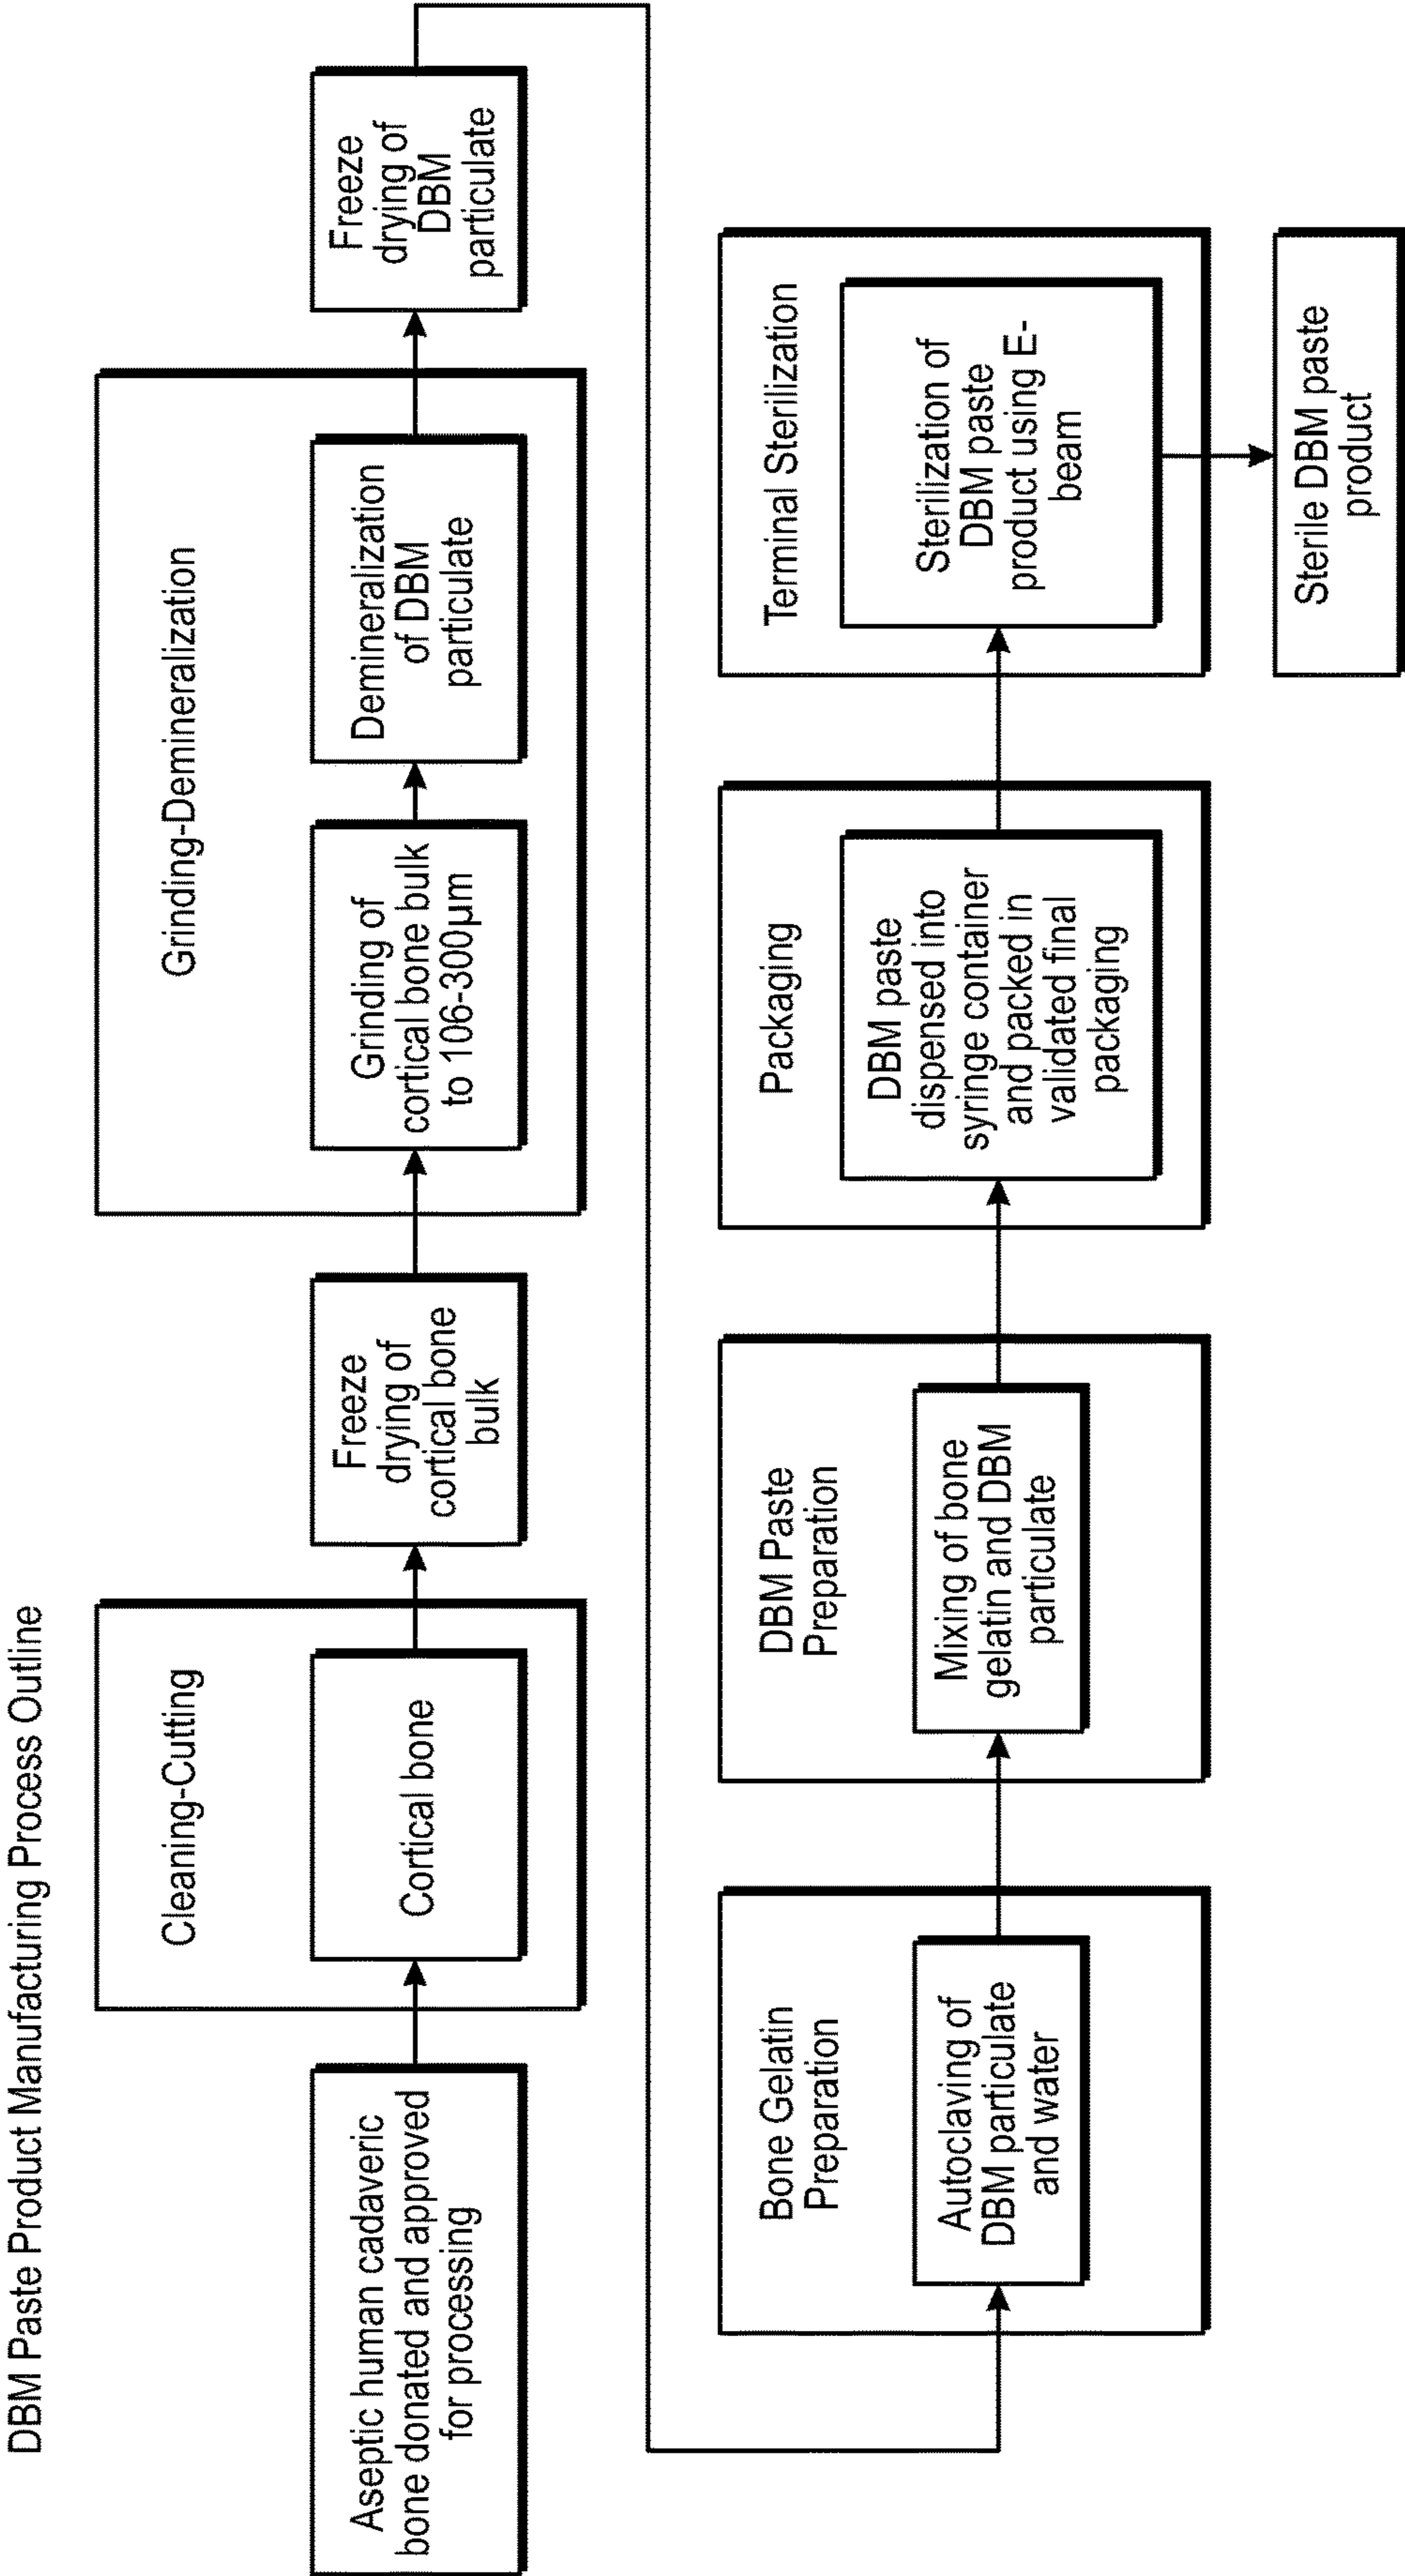 DBM Paste Product Manufacturing Process Outline
Aseptic human cadaveric
bone donated and approved
for processing
Cleaning-Cutting
Cortical bone
Freeze
drying of
cortical bone
bulk
Grinding-Demineralization
Grinding of
cortical bone bulk
to 106-300µm
Demineralization
of DBM
particulate
Freeze
drying of
DBM
particulate
Bone Gelatin
Preparation
Autoclaving of
DBM particulate
and water
DBM Paste
Preparation
Mixing of bone
gelatin and DBM
particulate
Packaging
DBM paste
dispensed into
syringe container
and packed in
validated final
packaging
Terminal Sterilization
Sterilization of
DBM paste
product using E-
beam
Sterile DBM paste
product